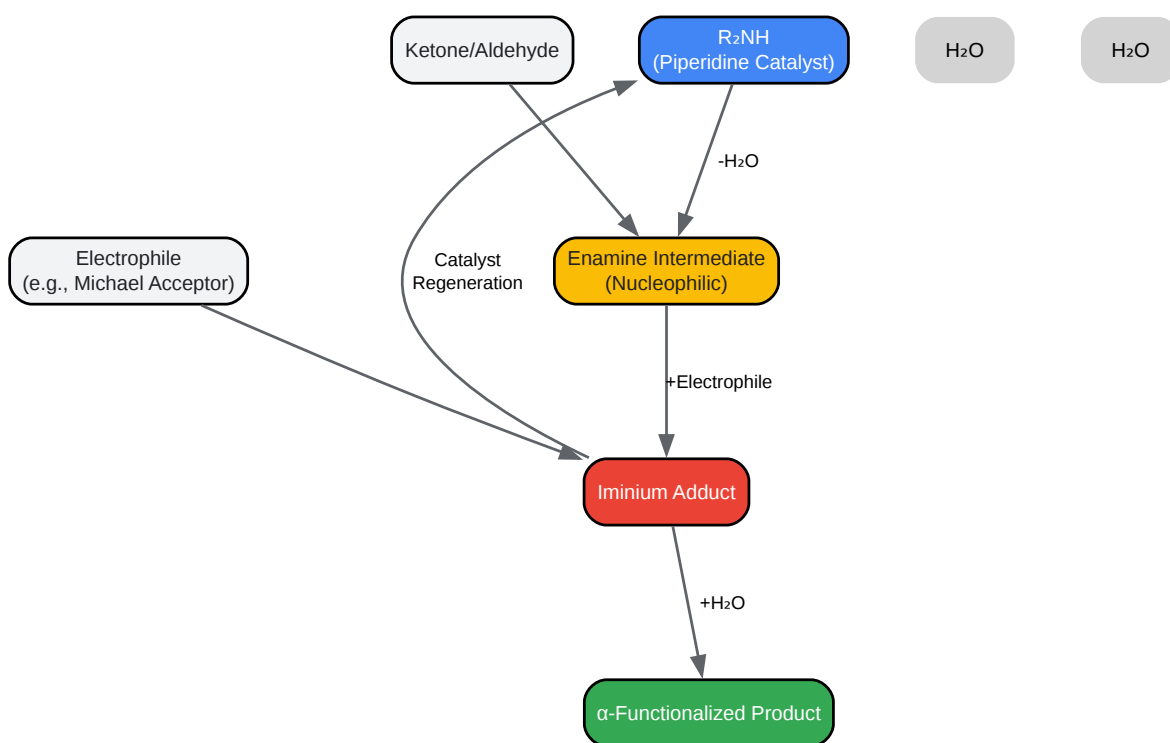 Ketone/Aldehyde
R₂NH
(Piperidine Catalyst)
H₂O
H₂O
-H₂O
Electrophile
(e.g., Michael Acceptor)
Catalyst
Regeneration
Enamine Intermediate
(Nucleophilic)
+Electrophile
Iminium Adduct
+H₂O
α-Functionalized Product